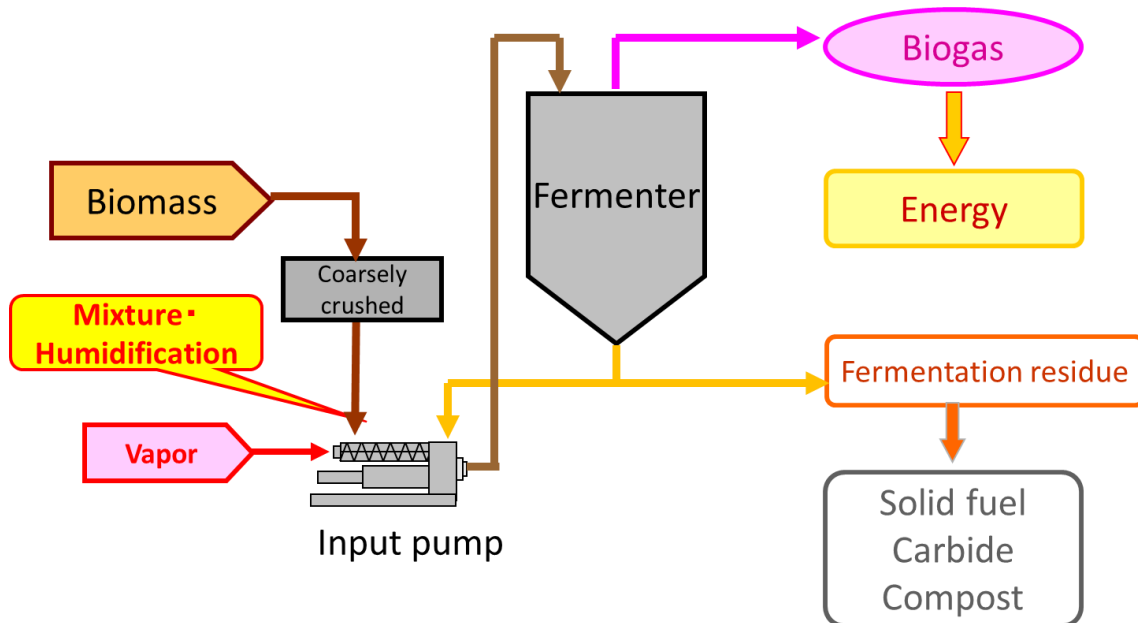 Biogas
Energy
Biomass
Coarsely
crushed
Fermenter
Mixture・
Humidification
Vapor
Input pump
Fermentation residue
Solid fuel
Carbide
Compost